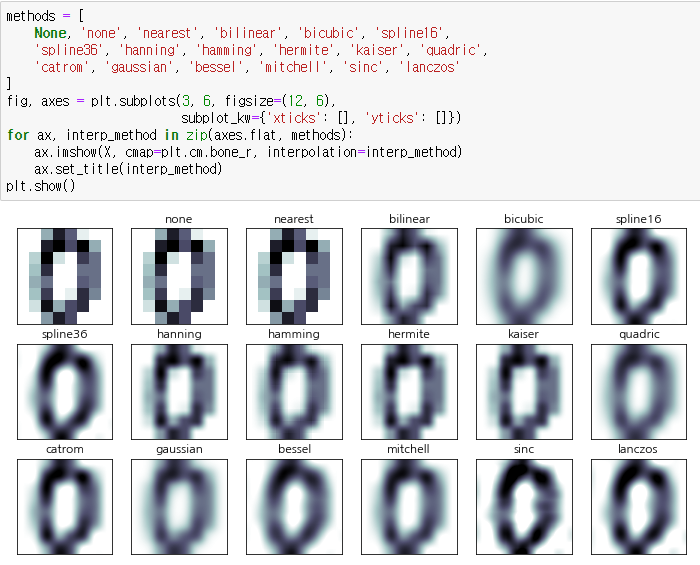 methods = [
    None, 'none', 'nearest', 'bilinear', 'bicubic', 'spline16',
    'spline36', 'hanning', 'hamming', 'hermite', 'kaiser', 'quadric',
    'catrom', 'gaussian', 'bessel', 'mitchell', 'sinc', 'lanczos'
]
fig, axes = plt.subplots(3, 6, figsize=(12, 6),
                         subplot_kw={'xticks': [], 'yticks': []})
for ax, interp_method in zip(axes.flat, methods):
    ax.imshow(X, cmap=plt.cm.bone_r, interpolation=interp_method)
    ax.set_title(interp_method)
plt.show()
none nearest bilinear bicubic spline16
spline36 hanning hamming hermite kaiser quadric
catrom gaussian bessel mitchell sinc lanczos